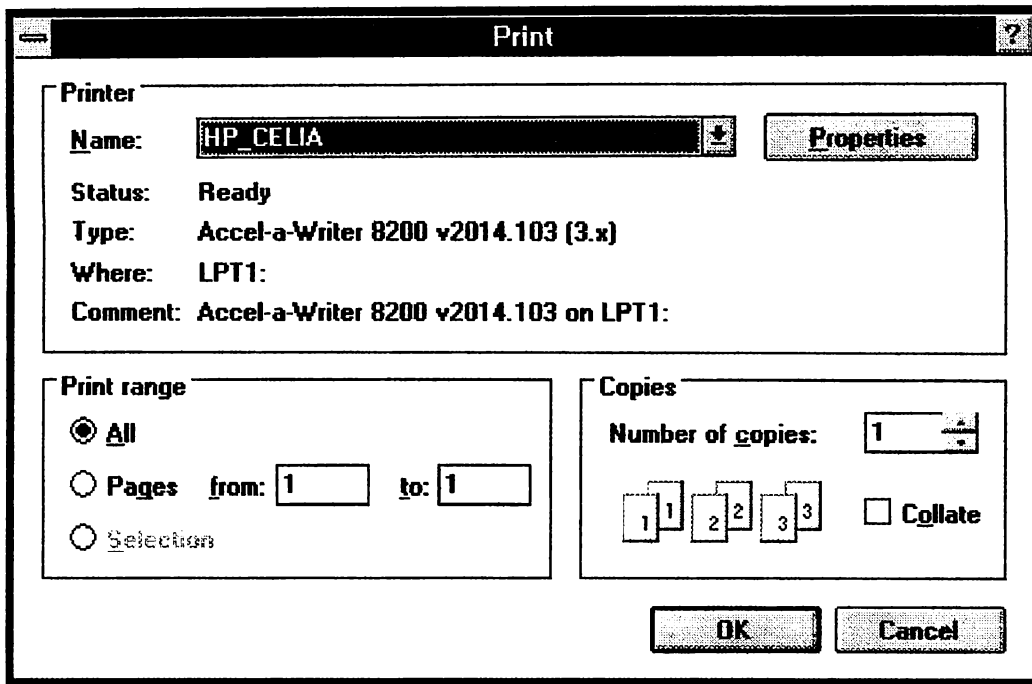 Print ?
Printer
Name: HP_CELIA Properties
Status: Ready
Type: Accel-a-Writer 8200 v2014.103 (3.x)
Where: LPT1:
Comment: Accel-a-Writer 8200 v2014.103 on LPT1:
Print range
All
Pages from: 1 to: 1
Selection
Copies
Number of copies: 1
1 1 2 2 3 3 Collate
OK Cancel